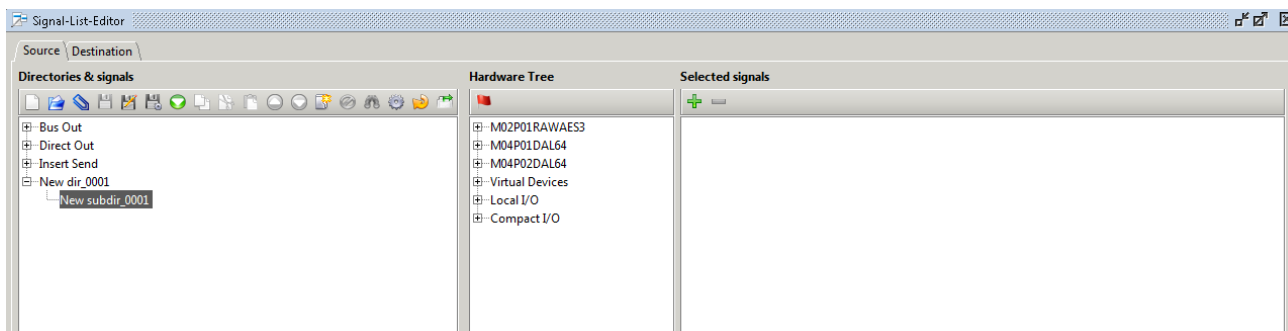 Signal-List-Editor
Source Destination
Directories & signals
Bus Out
Direct Out
Insert Send
New dir_0001
New subdir_0001
Hardware Tree
M02P01RAWAES3
M04P01DAL64
M04P02DAL64
Virtual Devices
Local I/O
Compact I/O
Selected signals